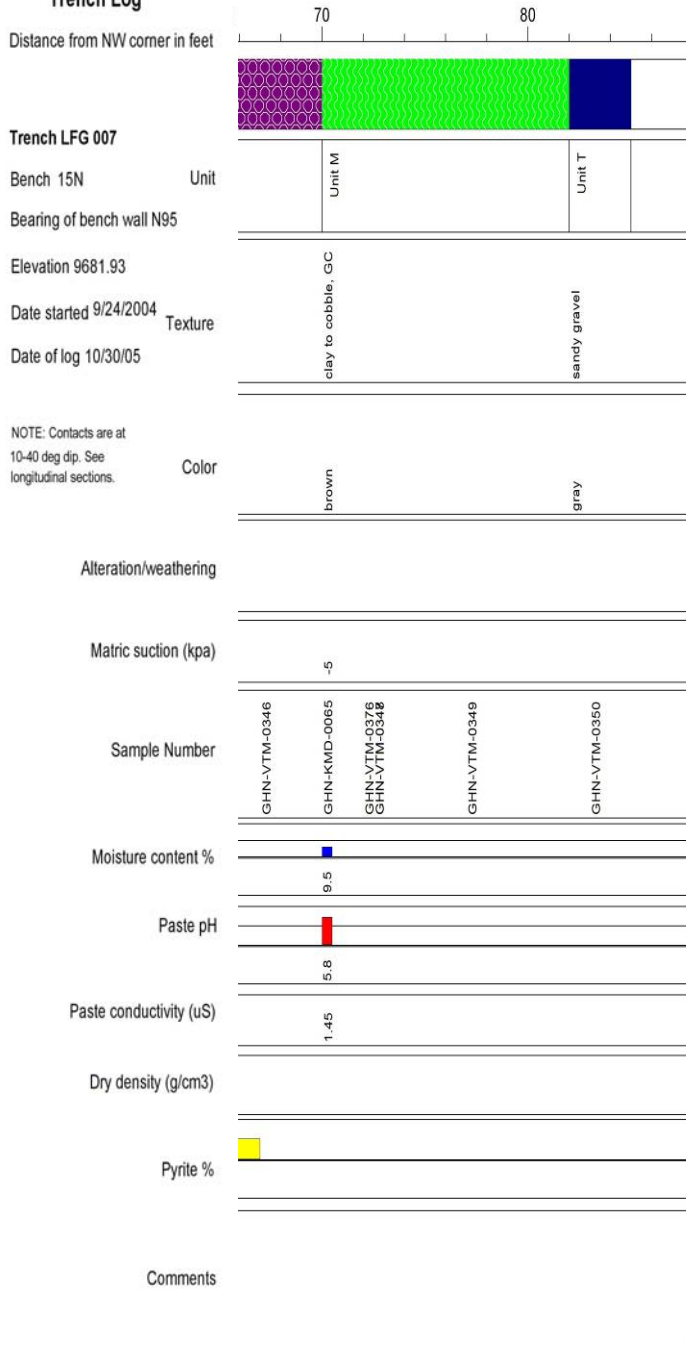 Trench Log
70 80
Distance from NW corner in feet
Trench LFG 007
Bench 15N
Unit
Unit M
Unit T
Bearing of bench wall N95
Elevation 9681.93
Date started 9/24/2004
Texture
clay to cobble, GC
sandy gravel
Date of log 10/30/05
NOTE: Contacts are at
10-40 deg dip. See
longitudinal sections.
Color
brown
gray
Alteration/weathering
Matric suction (kpa)
-5
Sample Number
GHN-VTM-0346
GHN-KMD-0065
GHN-VTM-0376
GHN-VTM-0349
GHN-VTM-0350
Moisture content %
9.5
Paste pH
5.8
Paste conductivity (uS)
1.45
Dry density (g/cm3)
Pyrite %
Comments